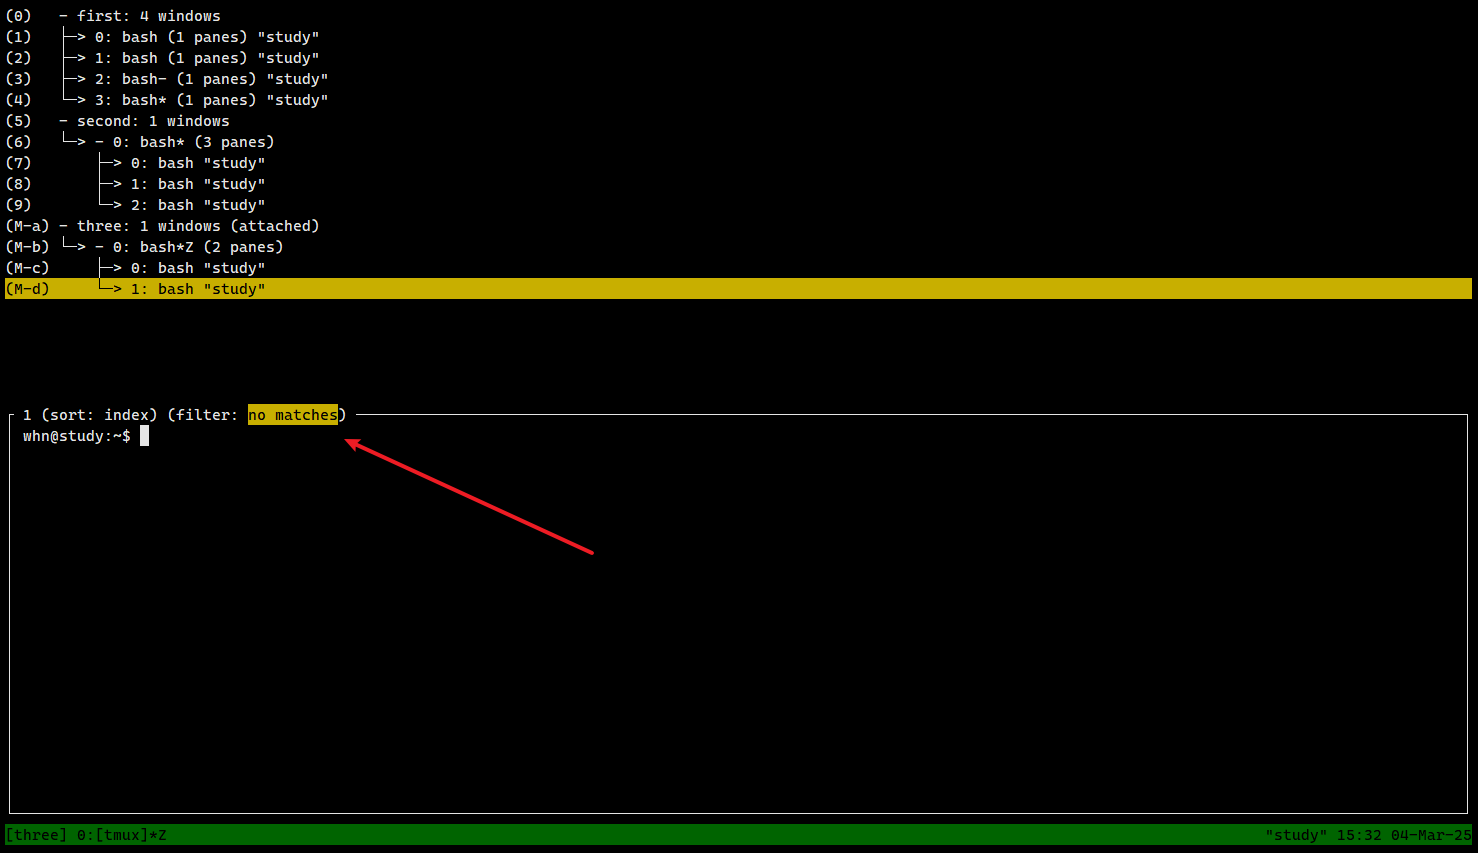 (0)   - first: 4 windows
(1)   ├─> 0: bash (1 panes) "study"
(2)   ├─> 1: bash (1 panes) "study"
(3)   ├─> 2: bash- (1 panes) "study"
(4)   └─> 3: bash* (1 panes) "study"
(5)   - second: 1 windows
(6)   └─> - 0: bash* (3 panes)
(7)       ├─> 0: bash "study"
(8)       ├─> 1: bash "study"
(9)       └─> 2: bash "study"
(M-a) - three: 1 windows (attached)
(M-b) └─> - 0: bash*Z (2 panes)
(M-c)     ├─> 0: bash "study"
(M-d)     └─> 1: bash "study"
1 (sort: index) (filter: no matches)
whn@study:~$
[three] 0:[tmux]*Z "study" 15:32 04-Mar-25